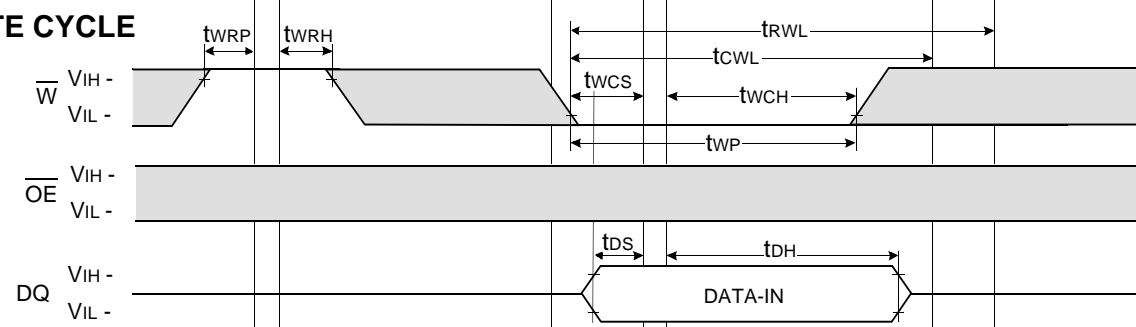 TE CYCLE
tWRP
tWRH
tRWL
tCWL
tWCS
tWCH
tWP
W
VIH -
VIL -
OE
VIH -
VIL -
tDS
tDH
DQ
VIH -
VIL -
DATA-IN